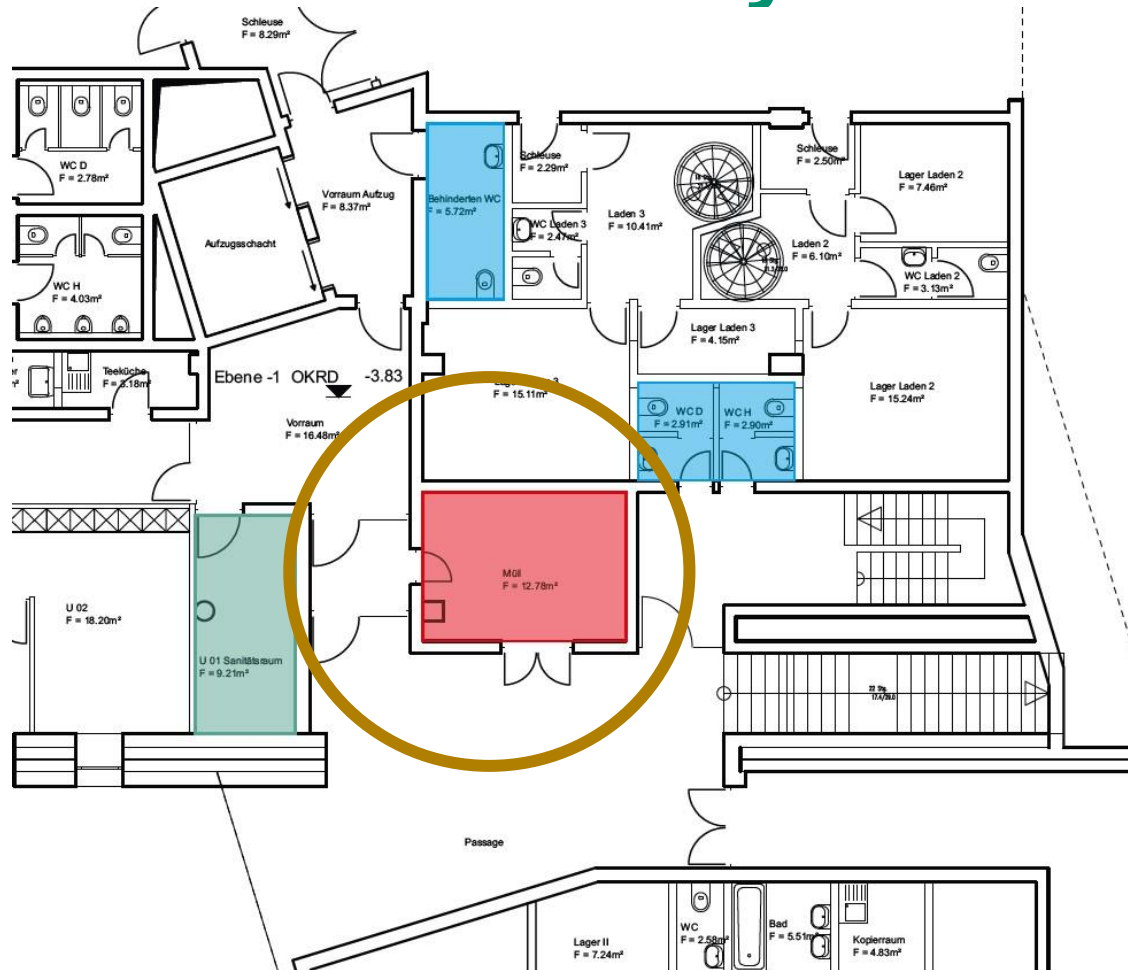 Schleuse
F = 8.29m²
WC D
F = 2.78m²
Vorraum Aufzug
F = 8.37m²
Aufzugsschacht
WC H
F = 4.03m²
Behinderten WC
F = 5.72m²
Schleuse
F = 2.29m²
WC Laden 3
F = 2.47m²
Laden 3
F = 10.41m²
Schleuse
F = 2.50m²
Lager Laden 2
F = 7.46m²
Laden 2
F = 6.10m²
WC Laden 2
F = 3.13m²
Lager Laden 3
F = 4.15m²
Teeküche
F = 3.18m²
Ebene -1 OKRD -3.83
Vorraum
F = 16.48m²
3
F = 15.11m²
WC D
F = 2.91m²
WC H
F = 2.90m²
Lager Laden 2
F = 15.24m²
Müll
F = 12.78m²
U 02
F = 18.20m²
U 01 Sanitätsraum
F = 9.21m²
22 Stg.
Passage
Lager II
F = 7.24m²
WC
F = 2.58m²
Bad
F = 5.51m²
Kopierraum
F = 4.83m²